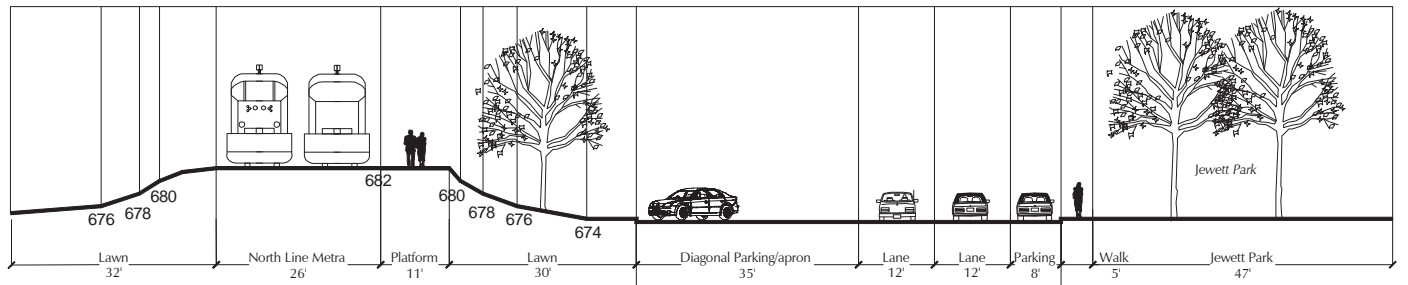 Jewett Park
682
680
680
678
678
676
676
674
Lawn
32'
North Line Metra
26'
Platform
11'
Lawn
30'
Diagonal Parking/apron
35'
Lane
12'
Lane
12'
Parking
8'
Walk
5'
Jewett Park
47'